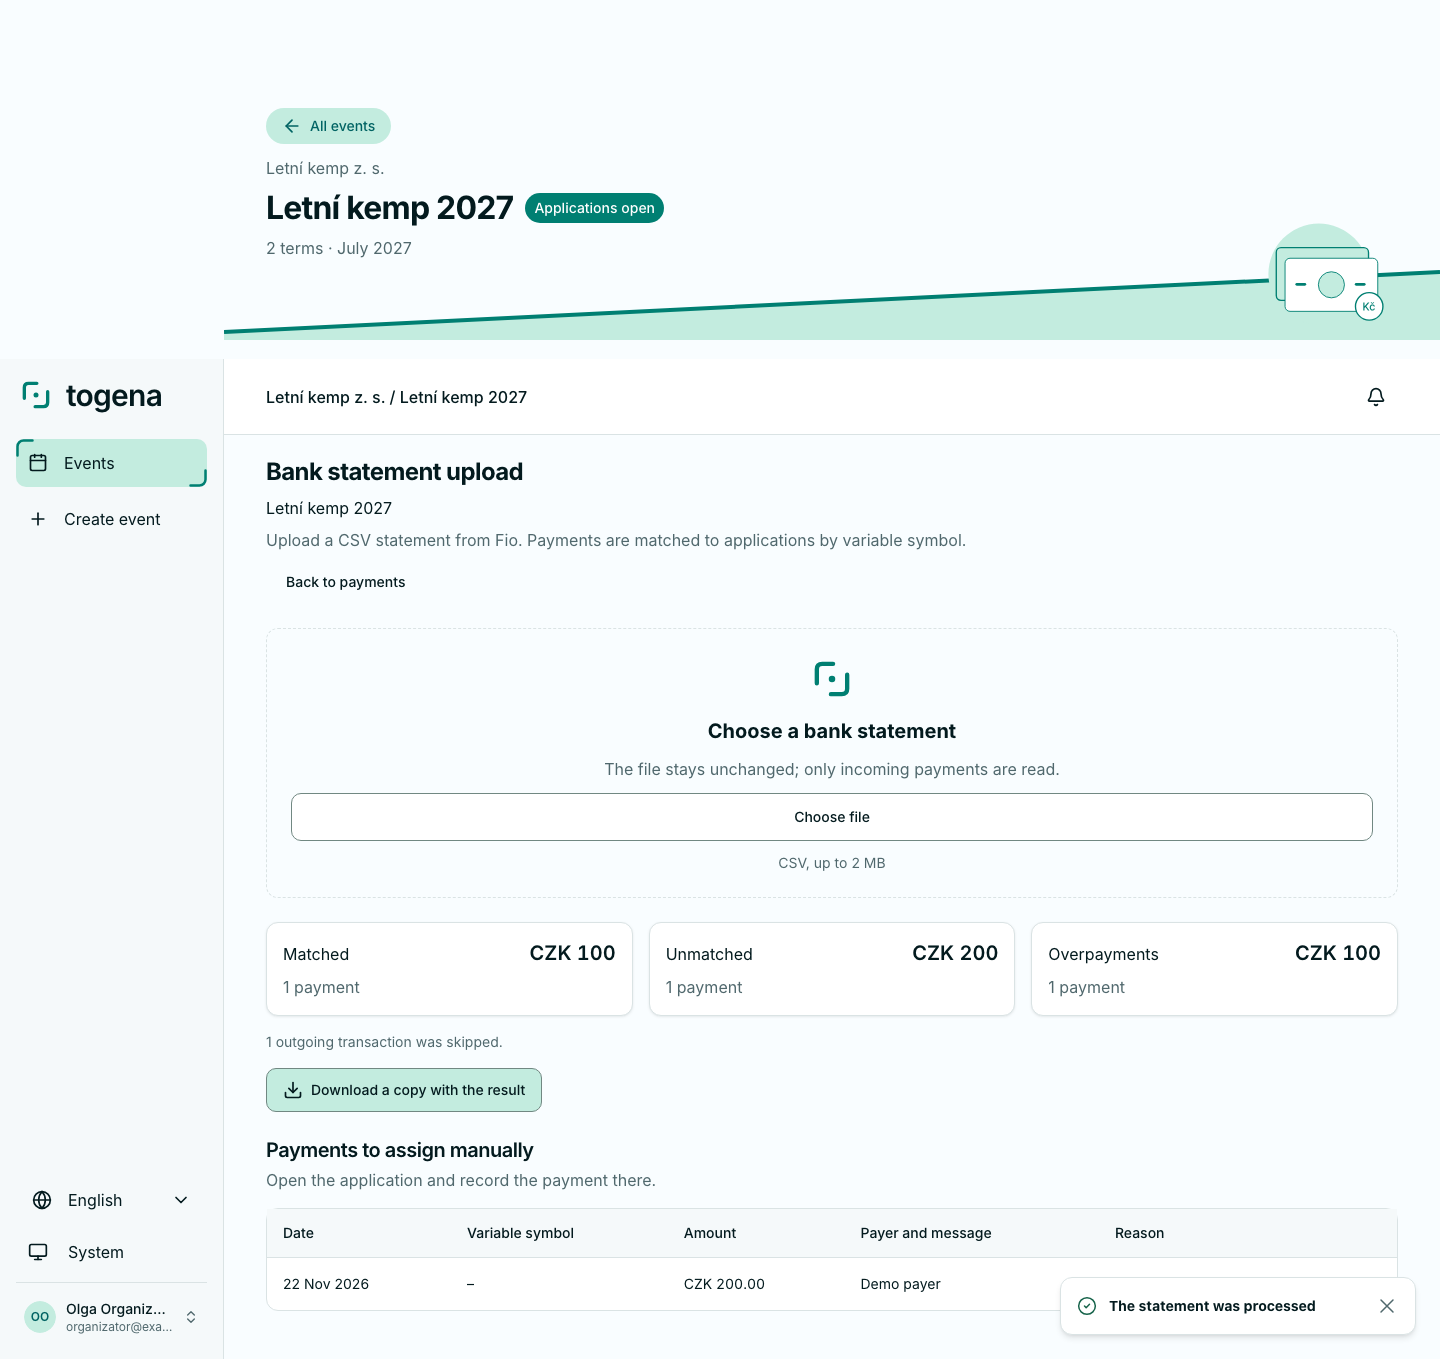 All events
Letní kemp z. s.
Letní kemp 2027 Applications open
2 terms · July 2027
Kč
togena
Events
Create event
English
System
OO Olga Organiz...
organizator@exa...
Letní kemp z. s. / Letní kemp 2027
Bank statement upload
Letní kemp 2027
Upload a CSV statement from Fio. Payments are matched to applications by variable symbol.
Back to payments
Choose a bank statement
The file stays unchanged; only incoming payments are read.
Choose file
CSV, up to 2 MB
Matched CZK 100
1 payment
Unmatched CZK 200
1 payment
Overpayments CZK 100
1 payment
1 outgoing transaction was skipped.
Download a copy with the result
Payments to assign manually
Open the application and record the payment there.
Date Variable symbol Amount Payer and message Reason
22 Nov 2026 – CZK 200.00 Demo payer
The statement was processed